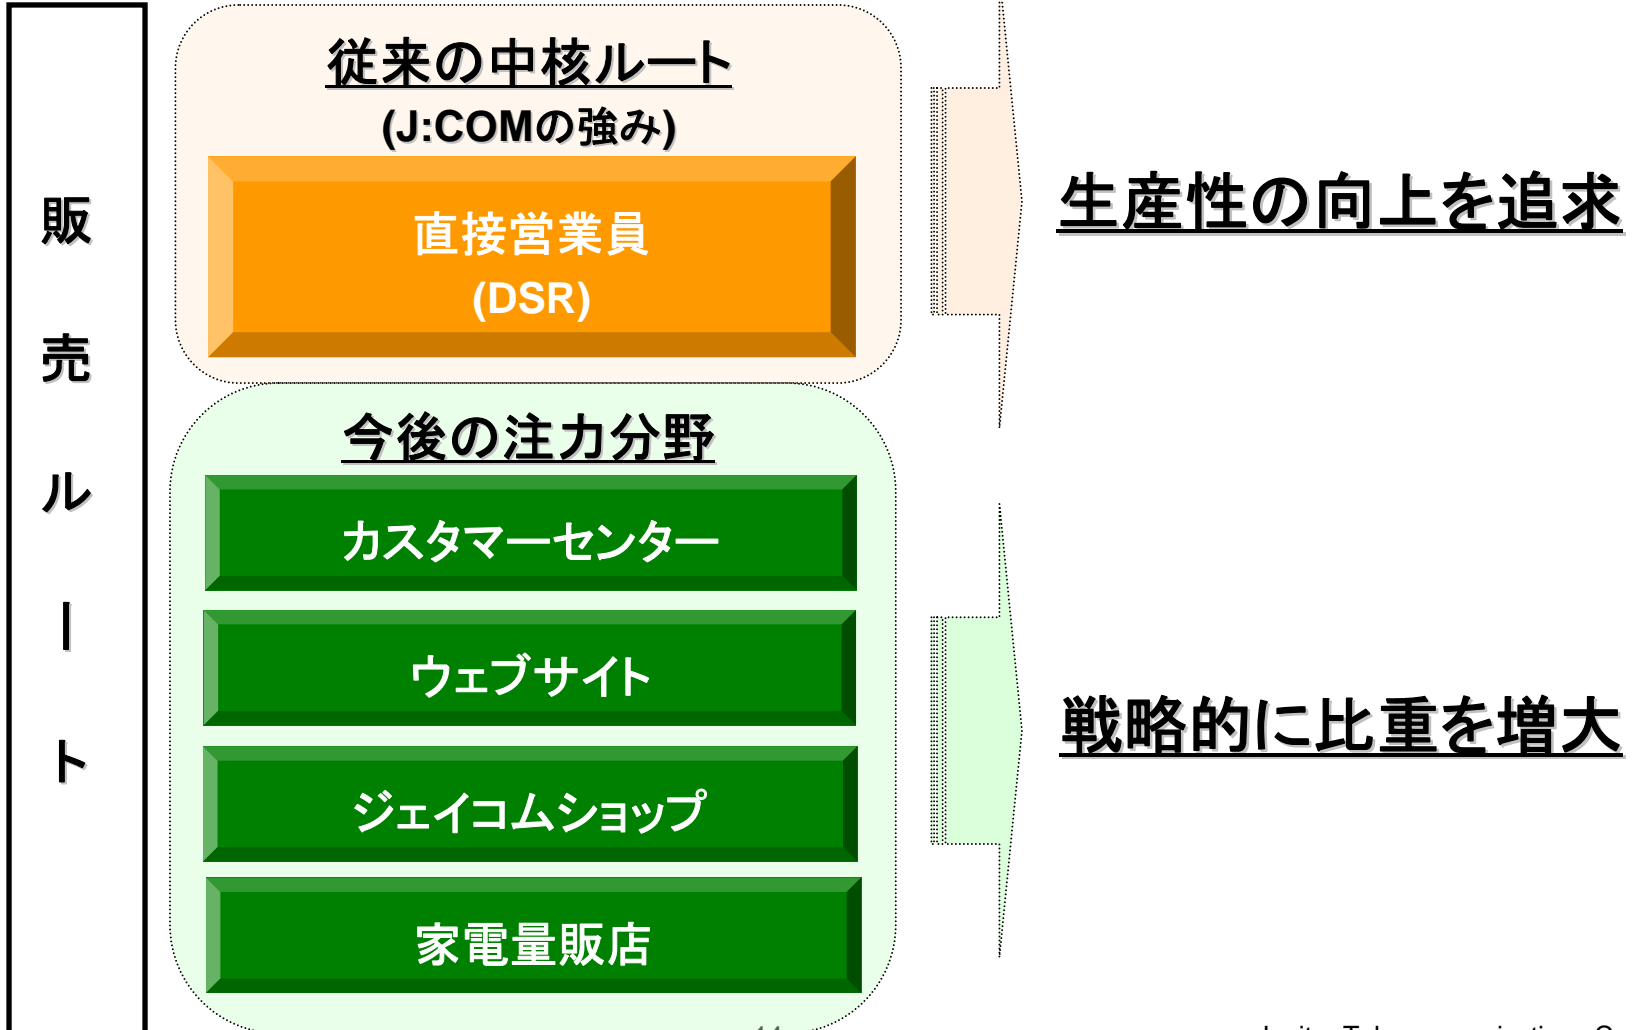 販売ルート
従来の中核ルート
(J:COMの強み)
直接営業員
(DSR)
生産性の向上を追求
今後の注力分野
カスタマーセンター
ウェブサイト
ジェイコムショップ
家電量販店
戦略的に比重を増大